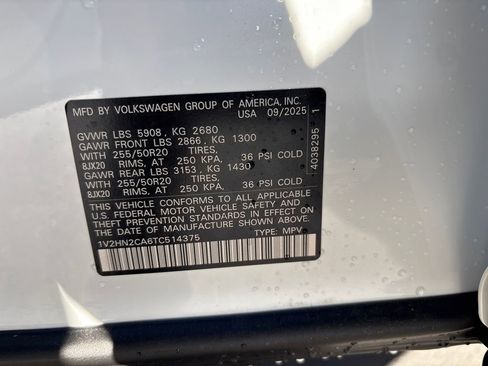 MFD BY VOLKSWAGEN GROUP OF AMERICA, INC.
USA 09/2025
GVWR LBS 5908, KG 2680
GAWR FRONT LBS 2866, KG 1300
WITH 255/50R20 TIRES,
8JX20 RIMS, AT 250 KPA, 36 PSI COLD
GAWR REAR LBS 3153, KG 1430
WITH 255/50R20 TIRES,
8JX20 RIMS, AT 250 KPA, 36 PSI COLD
THIS VEHICLE CONFORMS TO ALL APPLICABLE
U.S. FEDERAL MOTOR VEHICLE SAFETY AND
THEFT PREVENTION STANDARDS IN EFFECT ON
THE DATE OF MANUFACTURE SHOWN ABOVE.
1V2HN2CA6TC514375 TYPE: MPV
14038295 1